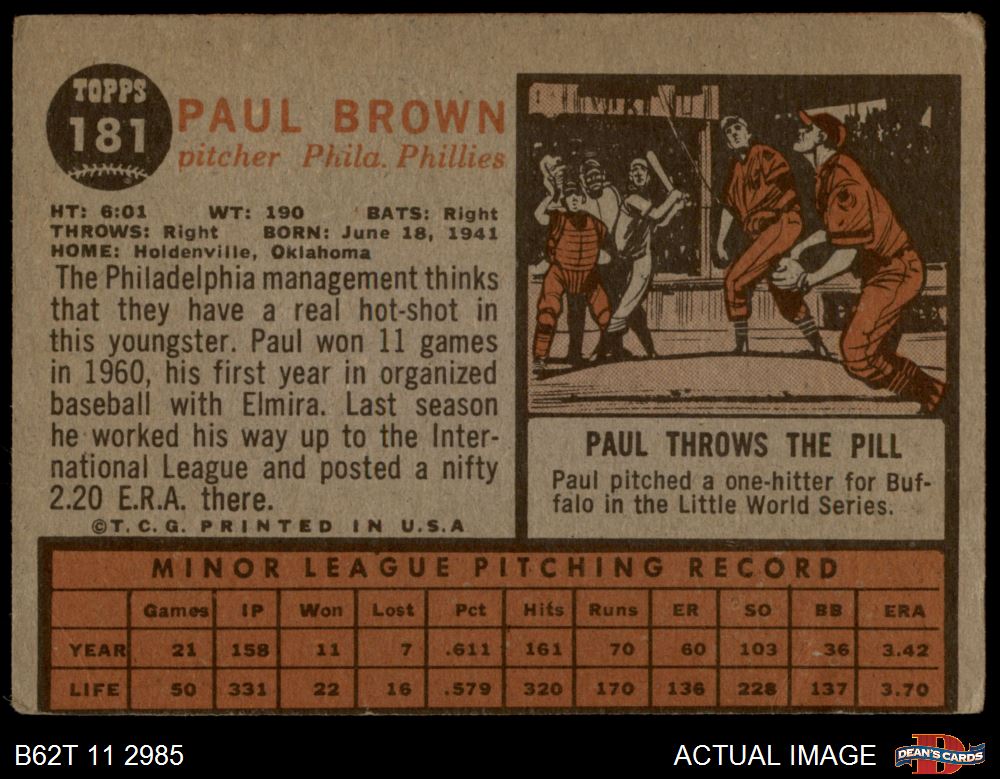 TOPPS
181
PAUL BROWN
pitcher Phila. Phillies
HT: 6:01 WT: 190 BATS: Right
THROWS: Right BORN: June 18, 1941
HOME: Holdenville, Oklahoma
The Philadelphia management thinks
that they have a real hot-shot in
this youngster. Paul won 11 games
in 1960, his first year in organized
baseball with Elmira. Last season
he worked his way up to the Inter-
national League and posted a nifty
2.20 E.R.A. there.
©T.C.G. PRINTED IN U.S.A
PAUL THROWS THE PILL
Paul pitched a one-hitter for Buf-
falo in the Little World Series.
MINOR LEAGUE PITCHING RECORD
Games IP Won Lost Pct Hits Runs ER SO BB ERA
YEAR 21 158 11 7 .611 161 70 60 103 36 3.42
LIFE 50 331 22 16 .579 320 170 136 228 137 3.70
B62T 11 2985
ACTUAL IMAGE
D
DEAN'S CARDS